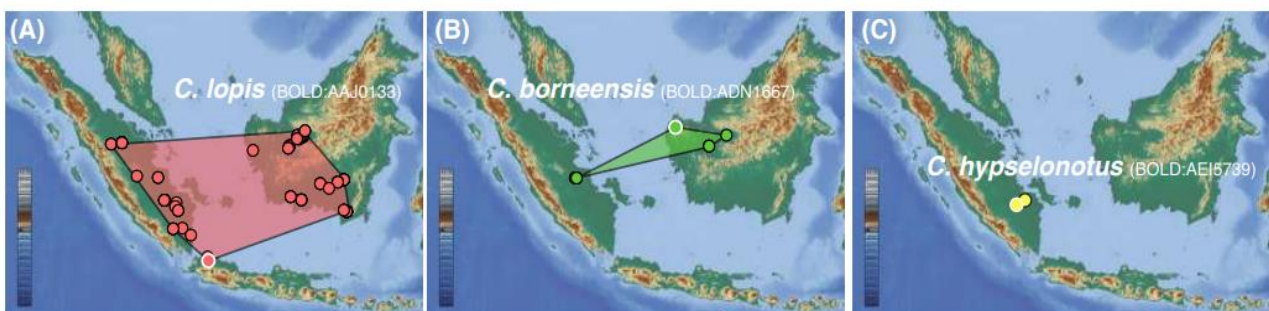 (A)
C. lopis (BOLD:AAJ0133)
(B)
C. borneensis (BOLD:ADN1667)
(C)
C. hypselonotus (BOLD:AEI5739)